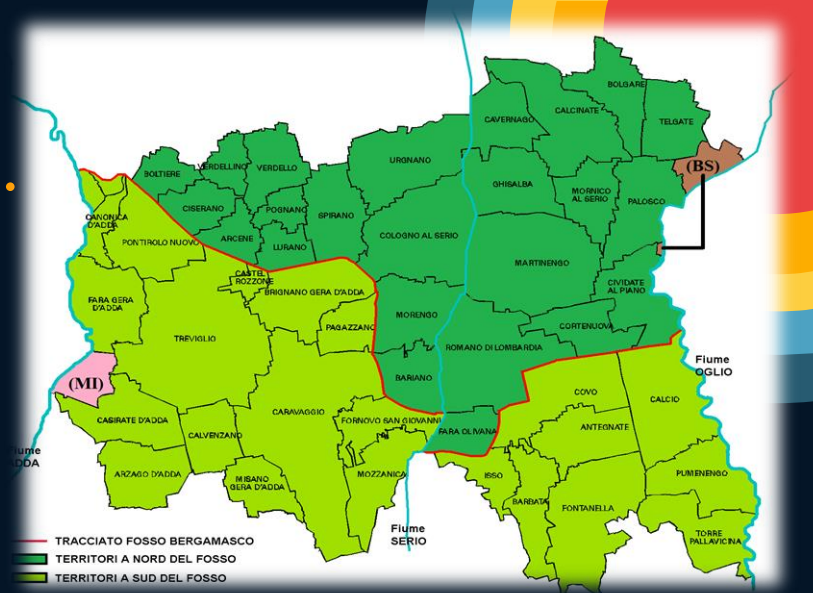 BOLGARE
CALCINATE
CAVERNAGO
TELGATE
(BS)
URGNANO
VERDELLINO
VERDELLO
BOLTIERE
GHISALBA
MORNICO
AL SERIO
PALOSCO
CISERANO
POGNANO
SPIRANO
CANONICA
D'ADDA
PONTIROLO NUOVO
ARCENE
LURANO
COLOGNO AL SERIO
MARTINENGO
CASTEL
ROZZONE
BRIGNANO GERA D'ADDA
CIVIDATE
AL PIANO
FARA GERA
D'ADDA
PAGAZZANO
MORENGO
CORTENUOVA
TREVIGLIO
ROMANO DI LOMBARDIA
Fiume
OGLIO
BARIANO
(MI)
COVO
CALCIO
CASIRATE D'ADDA
CARAVAGGIO
FORNOVO SAN GIOVANNI
CALVENZANO
FARA OLIVANA
ANTEGNATE
ARZAGO D'ADDA
MISANO
GERA D'ADDA
MOZZANICA
ISSO
BARBATA
FONTANELLA
PUMENENGO
TORRE
PALLAVICINA
Fiume
SERIO
TRACCIATO FOSSO BERGAMASCO
TERRITORI A NORD DEL FOSSO
TERRITORI A SUD DEL FOSSO